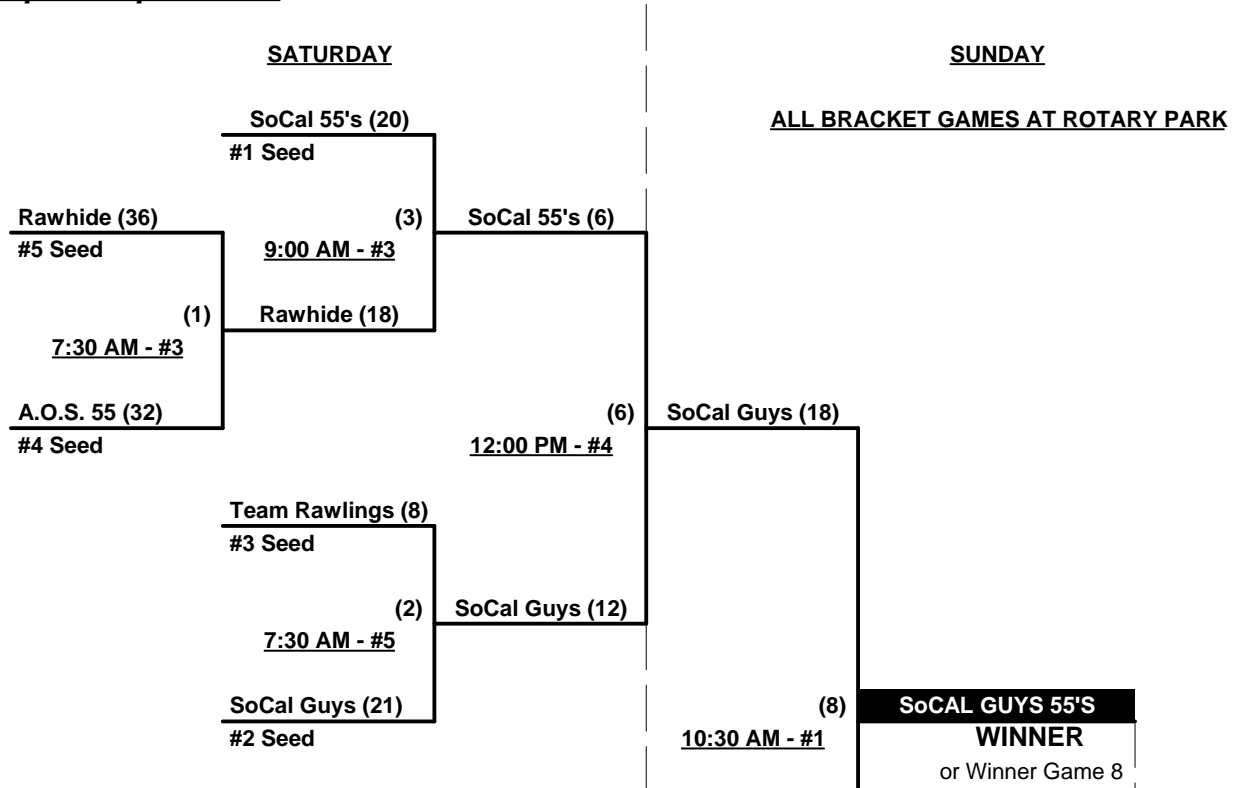 SATURDAY
SUNDAY
SoCal 55's (20)
ALL BRACKET GAMES AT ROTARY PARK
#1 Seed
Rawhide (36)
(3)
SoCal 55's (6)
#5 Seed
9:00 AM - #3
(1)
Rawhide (18)
7:30 AM - #3
A.O.S. 55 (32)
(6)
SoCal Guys (18)
#4 Seed
12:00 PM - #4
Team Rawlings (8)
#3 Seed
(2)
SoCal Guys (12)
7:30 AM - #5
SoCal Guys (21)
(8)
SoCAL GUYS 55'S
#2 Seed
10:30 AM - #1
WINNER
or Winner Game 8